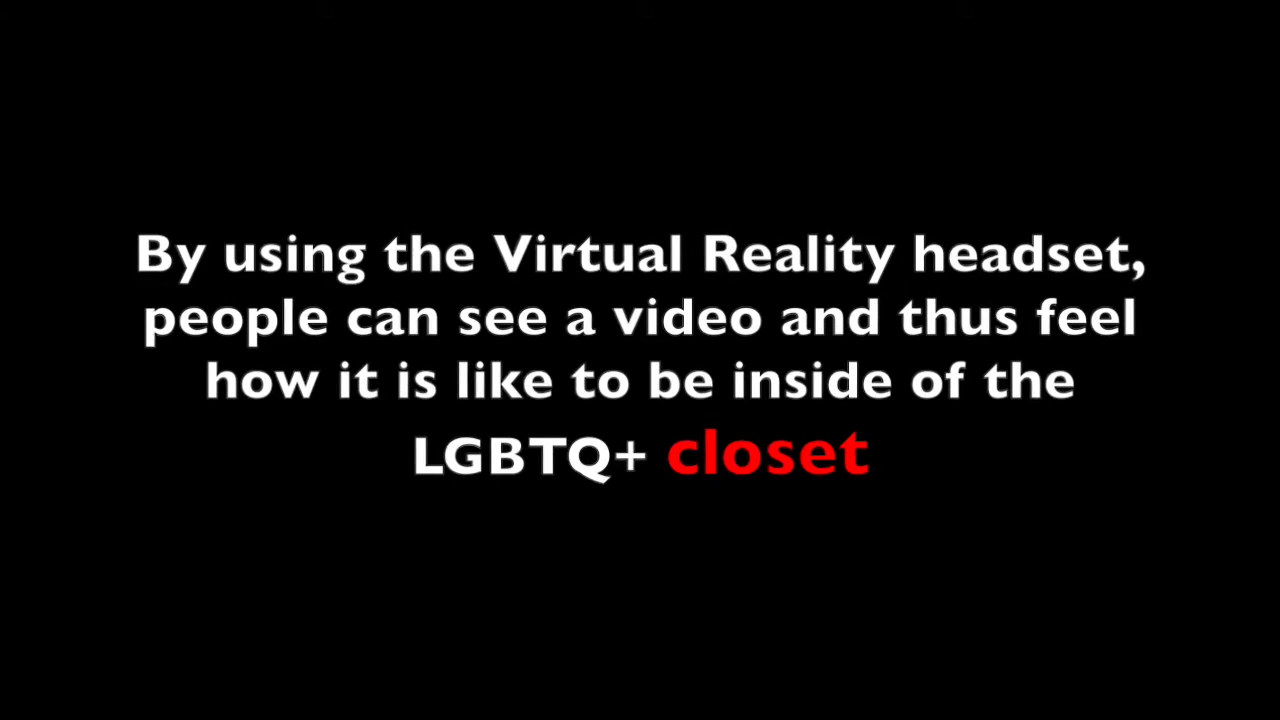 By using the Virtual Reality headset,
people can see a video and thus feel
how it is like to be inside of the
LGBTQ+ closet